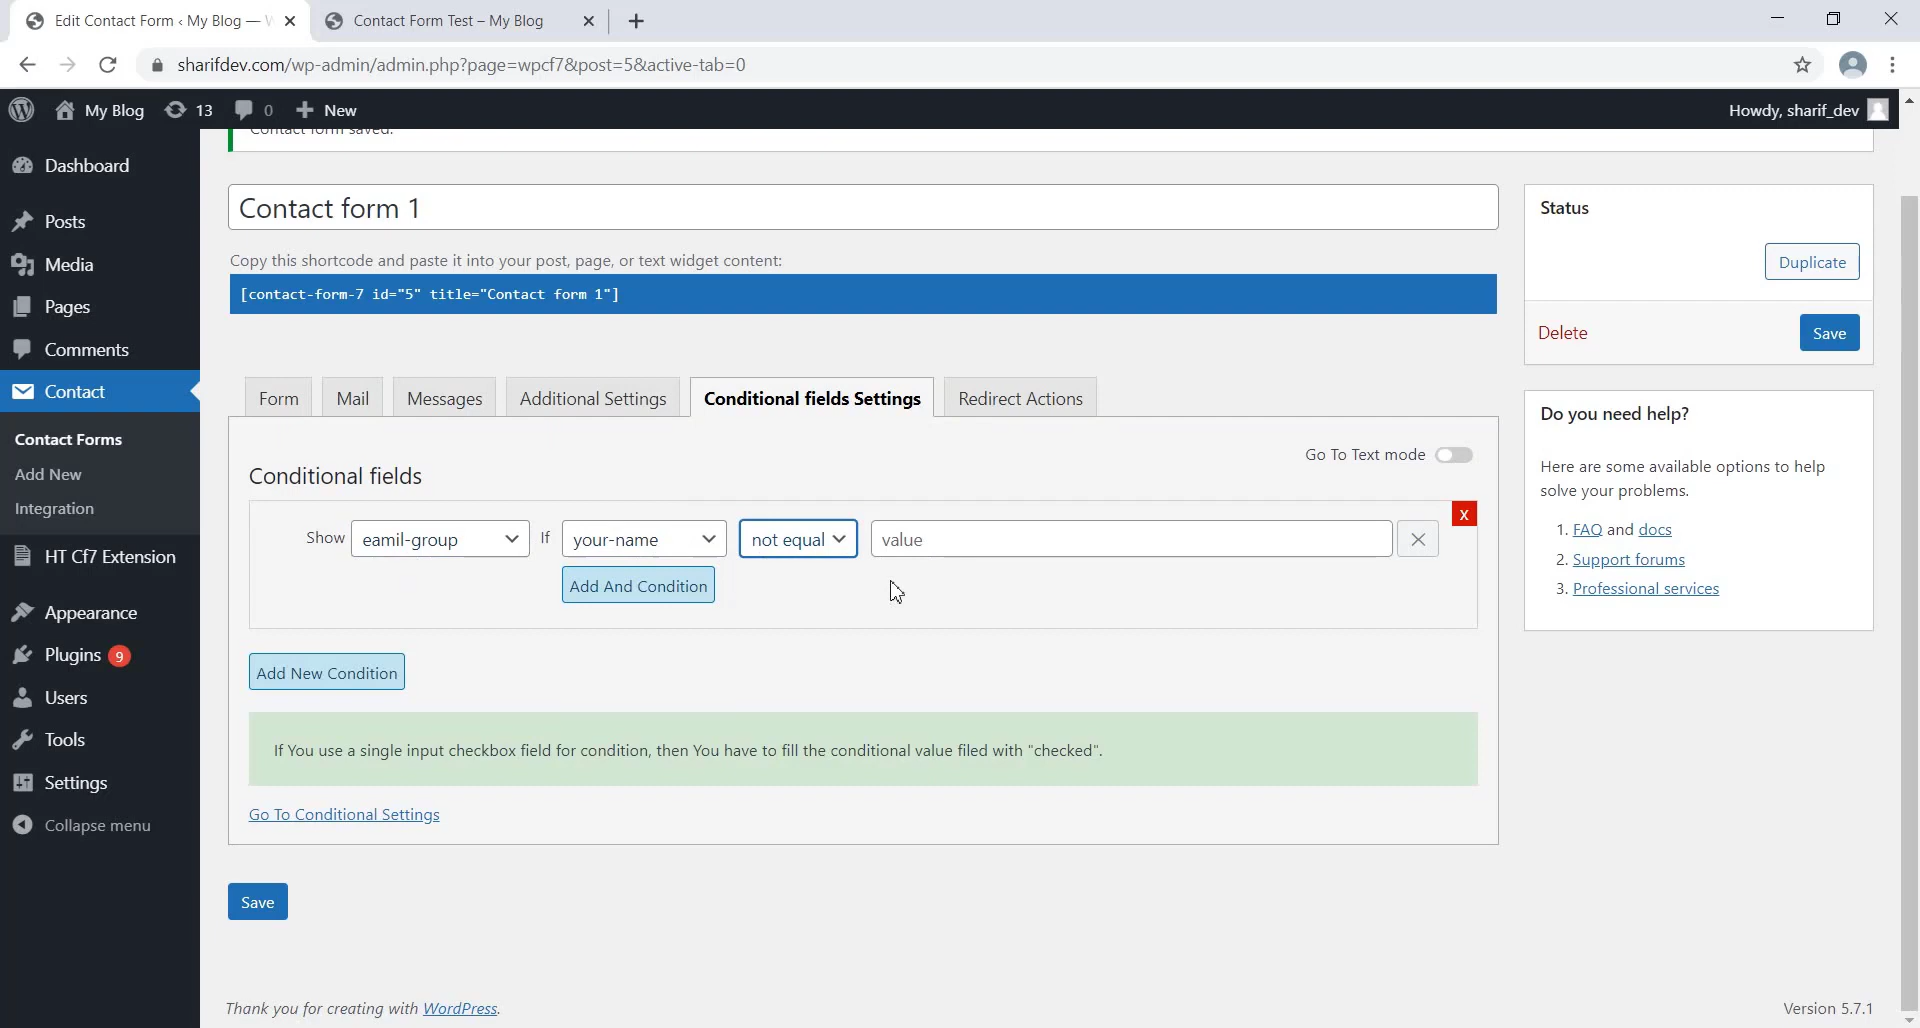 Edit Contact Form ‹ My Blog —
Contact Form Test – My Blog
sharifdev.com/wp-admin/admin.php?page=wpcf7&post=5&active-tab=0
My Blog 13 0 New
Howdy, sharif_dev
Contact form saved.
Dashboard
Posts
Media
Pages
Comments
Contact
Contact Forms
Add New
Integration
HT Cf7 Extension
Appearance
Plugins 9
Users
Tools
Settings
Collapse menu
Contact form 1
Copy this shortcode and paste it into your post, page, or text widget content:
[contact-form-7 id="5" title="Contact form 1"]
Form
Mail
Messages
Additional Settings
Conditional fields Settings
Redirect Actions
Go To Text mode
Conditional fields
X
Show eamil-group If your-name not equal value
Add And Condition
Add New Condition
If You use a single input checkbox field for condition, then You have to fill the conditional value filed with "checked".
Go To Conditional Settings
Save
Status
Duplicate
Delete
Save
Do you need help?
Here are some available options to help
solve your problems.
1. FAQ and docs
2. Support forums
3. Professional services
Thank you for creating with WordPress.
Version 5.7.1